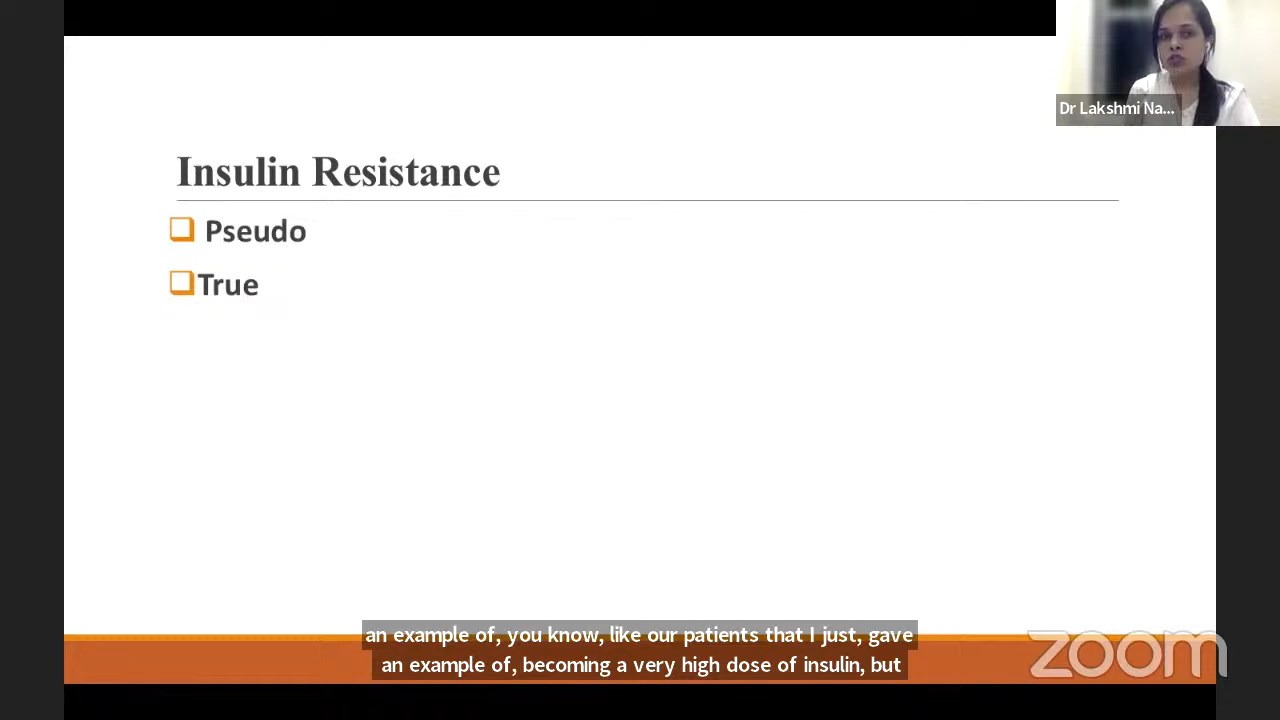 Dr Lakshmi Na...
Insulin Resistance
Pseudo
True
an example of, you know, like our patients that I just, gave
an example of, becoming a very high dose of insulin, but
zoom